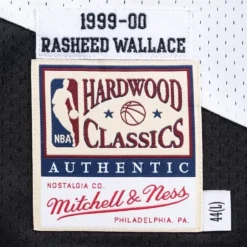 1999-00
RASHEED WALLACE
HARDWOOD
NBA
CLASSICS
AUTHENTIC
NOSTALGIA CO.
Mitchell & Ness
PHILADELPHIA, PA.
44(L)